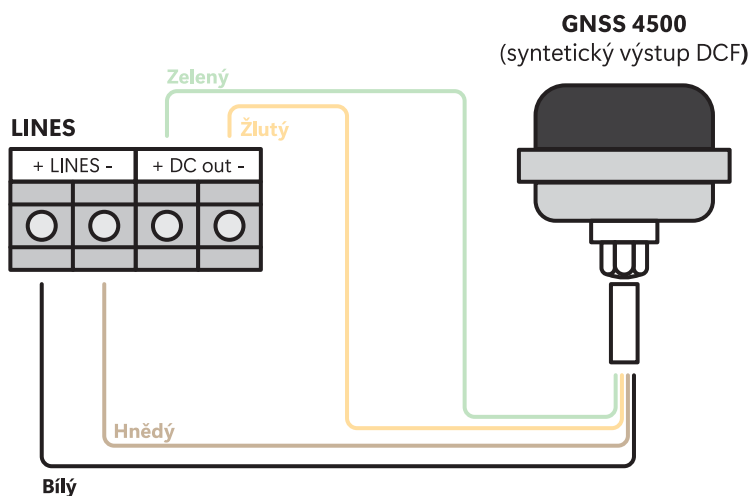 GNSS 4500
(syntetický výstup DCF)
Zelený
Žlutý
LINES
+ LINES -
+ DC out -
Hnědý
Bílý